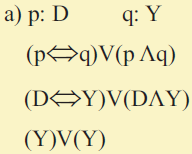 a) p: D q: Y
(p⇔q)V(p Λq)
(D⇔Y)V(DΛY)
(Y)V(Y)